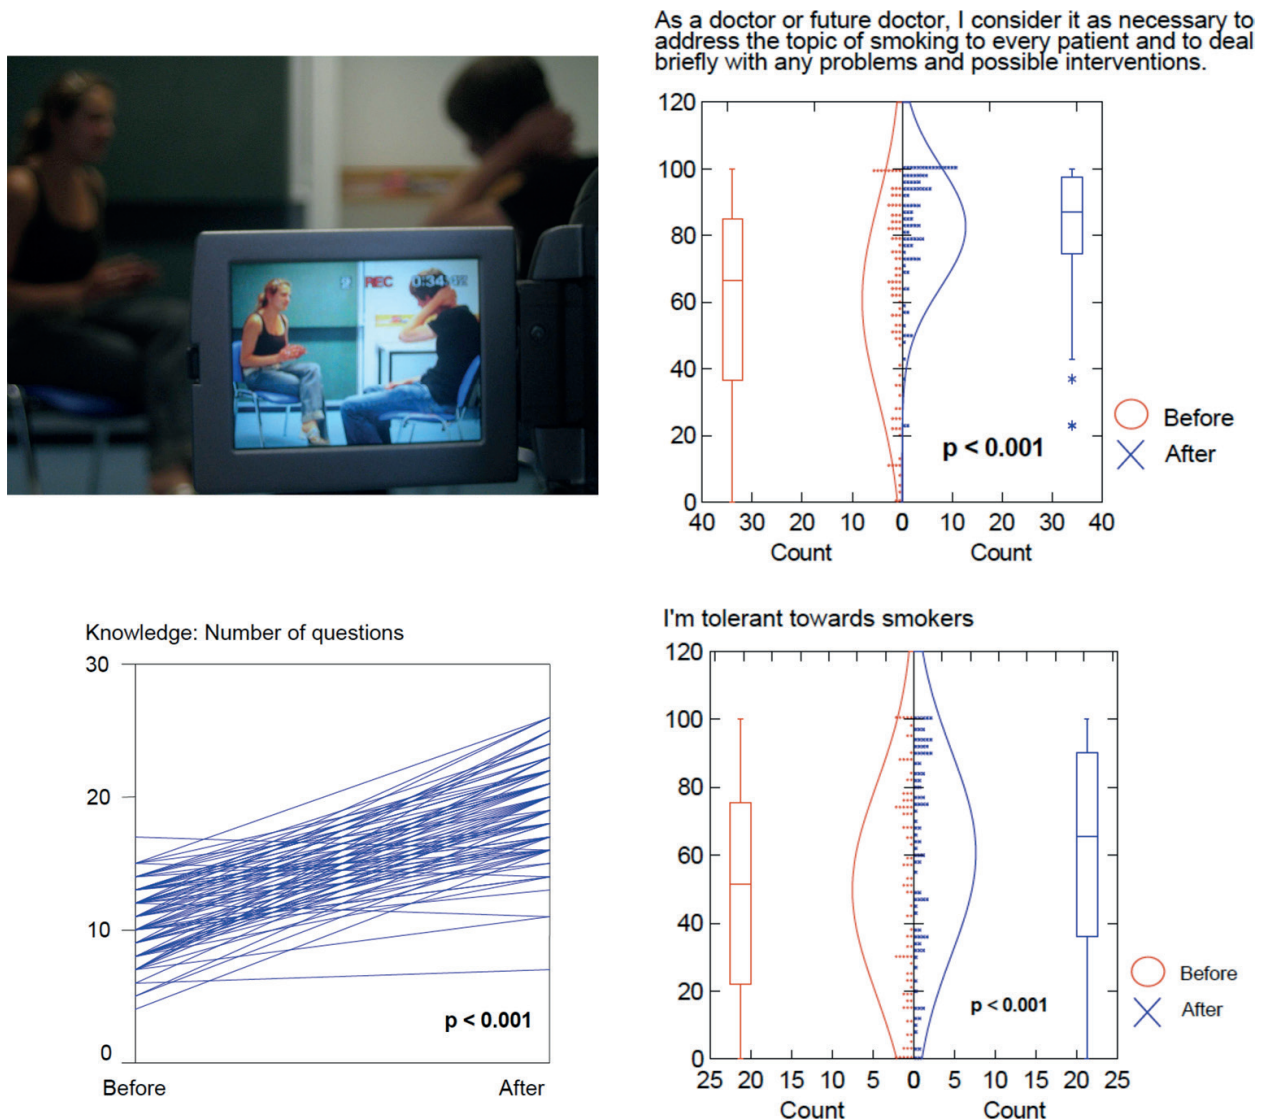 REC 0:34
As a doctor or future doctor, I consider it as necessary to
address the topic of smoking to every patient and to deal
briefly with any problems and possible interventions.
120
100
80
60
40
20
0
p < 0.001
40 30 20 10 0 10 20 30 40
Count Count
Before
After
Knowledge: Number of questions
30
20
10
0
p < 0.001
Before After
I'm tolerant towards smokers
120
100
80
60
40
20
0
p < 0.001
25 20 15 10 5 0 5 10 15 20 25
Count Count
Before
After